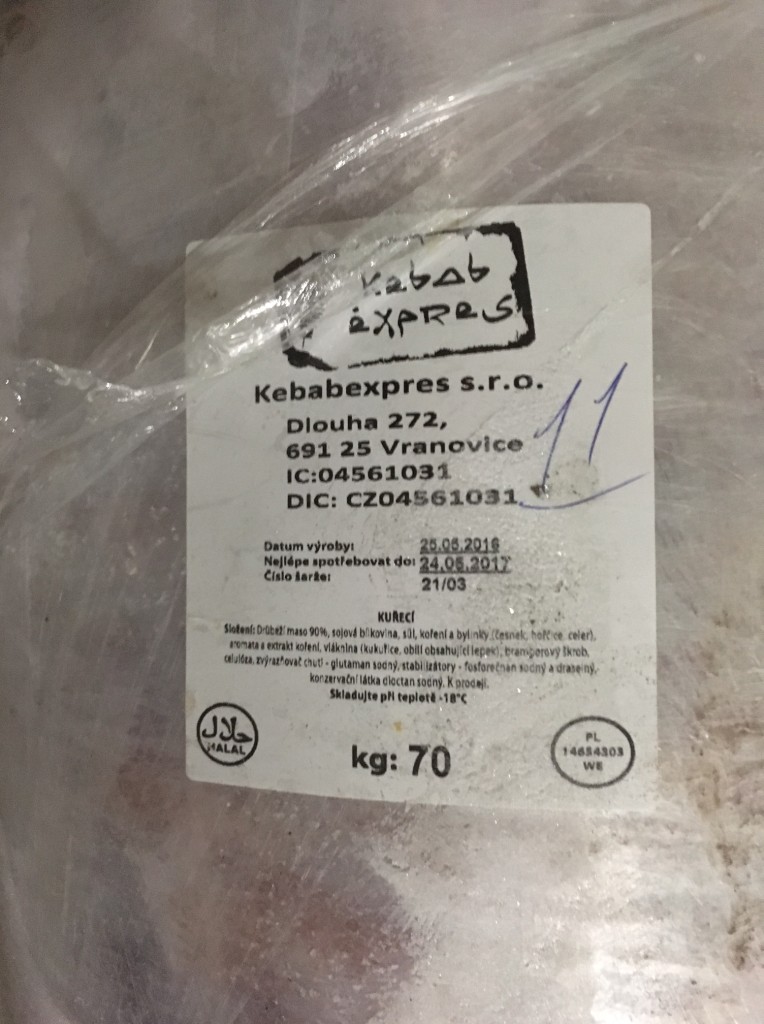 Kebab
expres
Kebabexpres s.r.o.
Dlouha 272,
691 25 Vranovice
IC:04561031
DIC: CZ04561031
11
Datum výroby: 25.05.2016
Nejlépe spotřebovat do: 24.05.2017
Číslo šarže: 21/03
KUŘECÍ
Složení: Drůbeží maso 90%, sojová bílkovina, sůl, koření a bylinky (česnek, hořčice, celer),
aromata a extrakt koření, vláknina (kukuřice, obilí obsahující lepek), bramborový škrob,
celulóza, zvýrazňovač chuti - glutaman sodný, stabilizátory - fosforečnan sodný a draselný,
konzervační látka dioctan sodný. K prodeji.
Skladujte při teplotě -18°C
حلال
HALAL
kg: 70
PL
14654303
WE